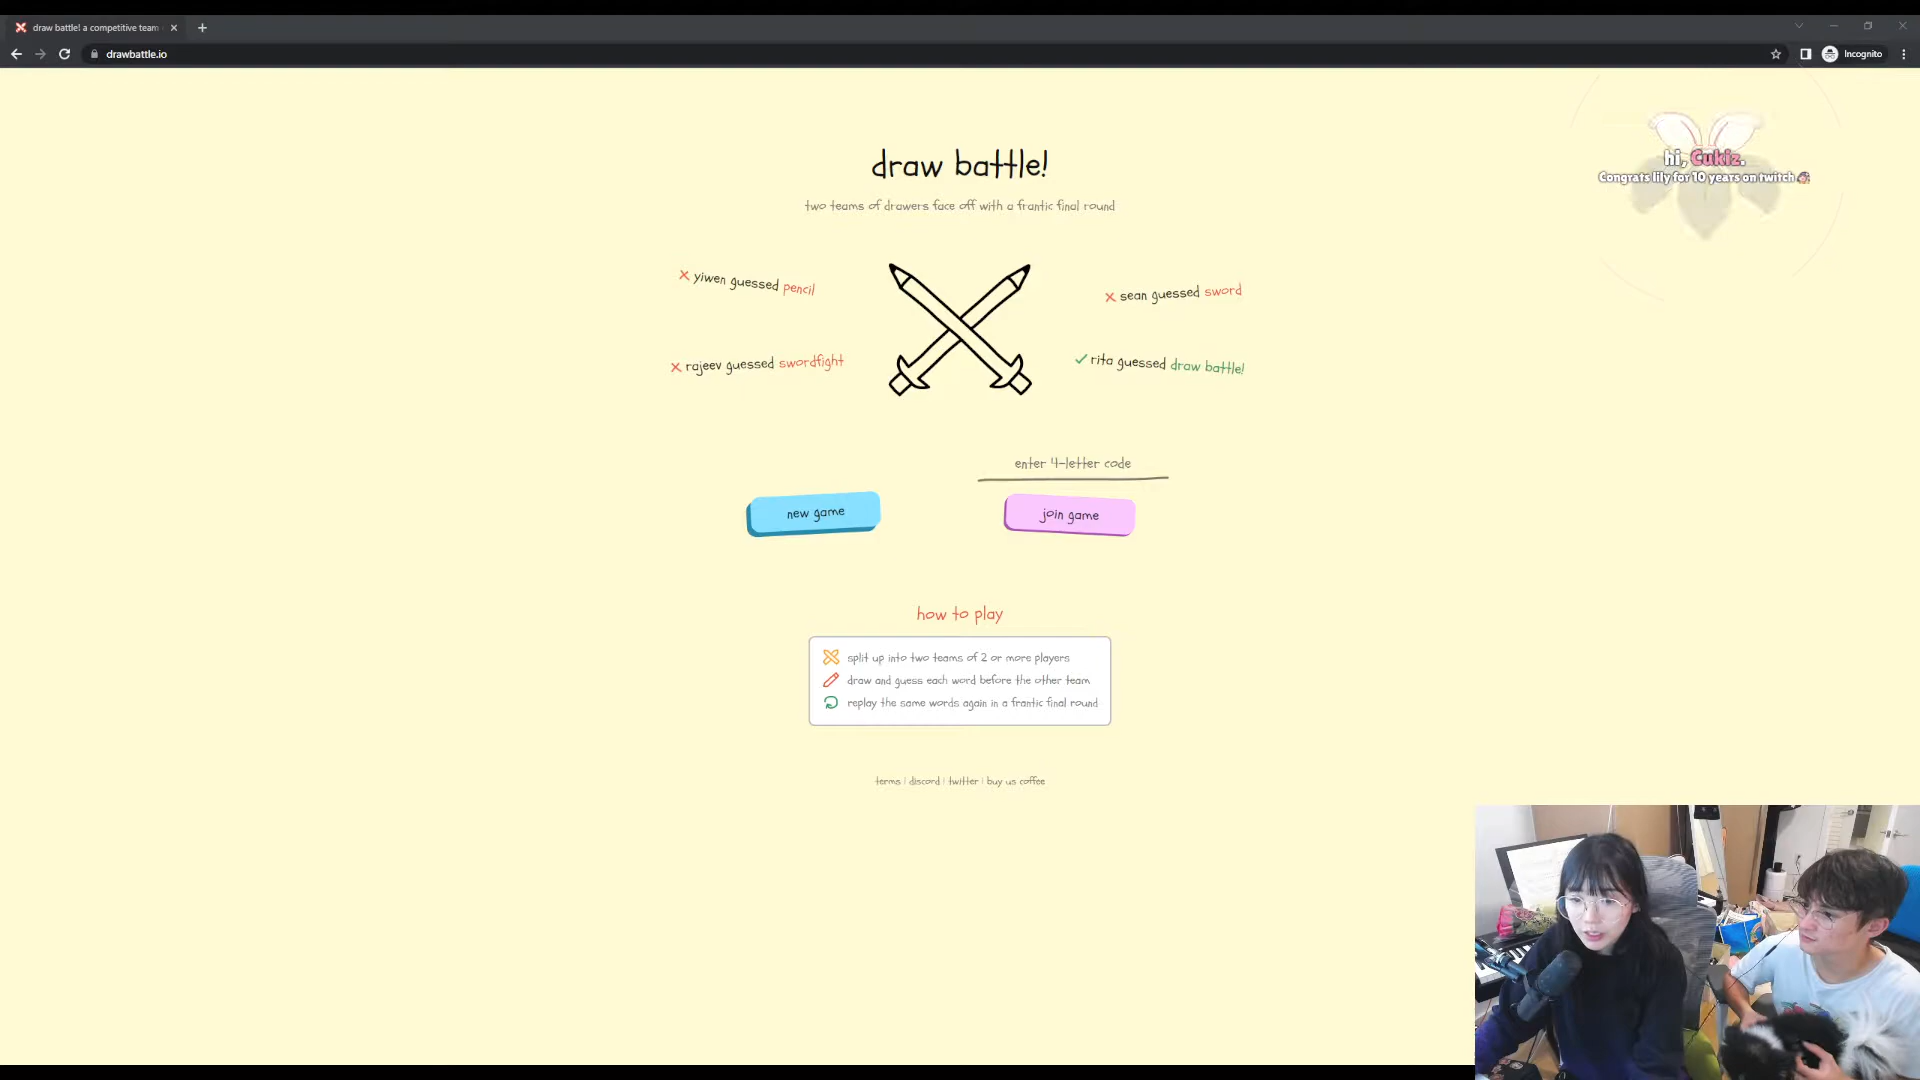 draw battle! a competitive team
drawbattle.io
Incognito
hi, Cukiz.
Congrats lily for 10 years on twitch
draw battle!
two teams of drawers face off with a frantic final round
yiwen guessed pencil
sean guessed sword
rajeev guessed swordfight
rita guessed draw battle!
enter 4-letter code
new game
join game
how to play
split up into two teams of 2 or more players
draw and guess each word before the other team
replay the same words again in a frantic final round
terms | discord | twitter | buy us coffee